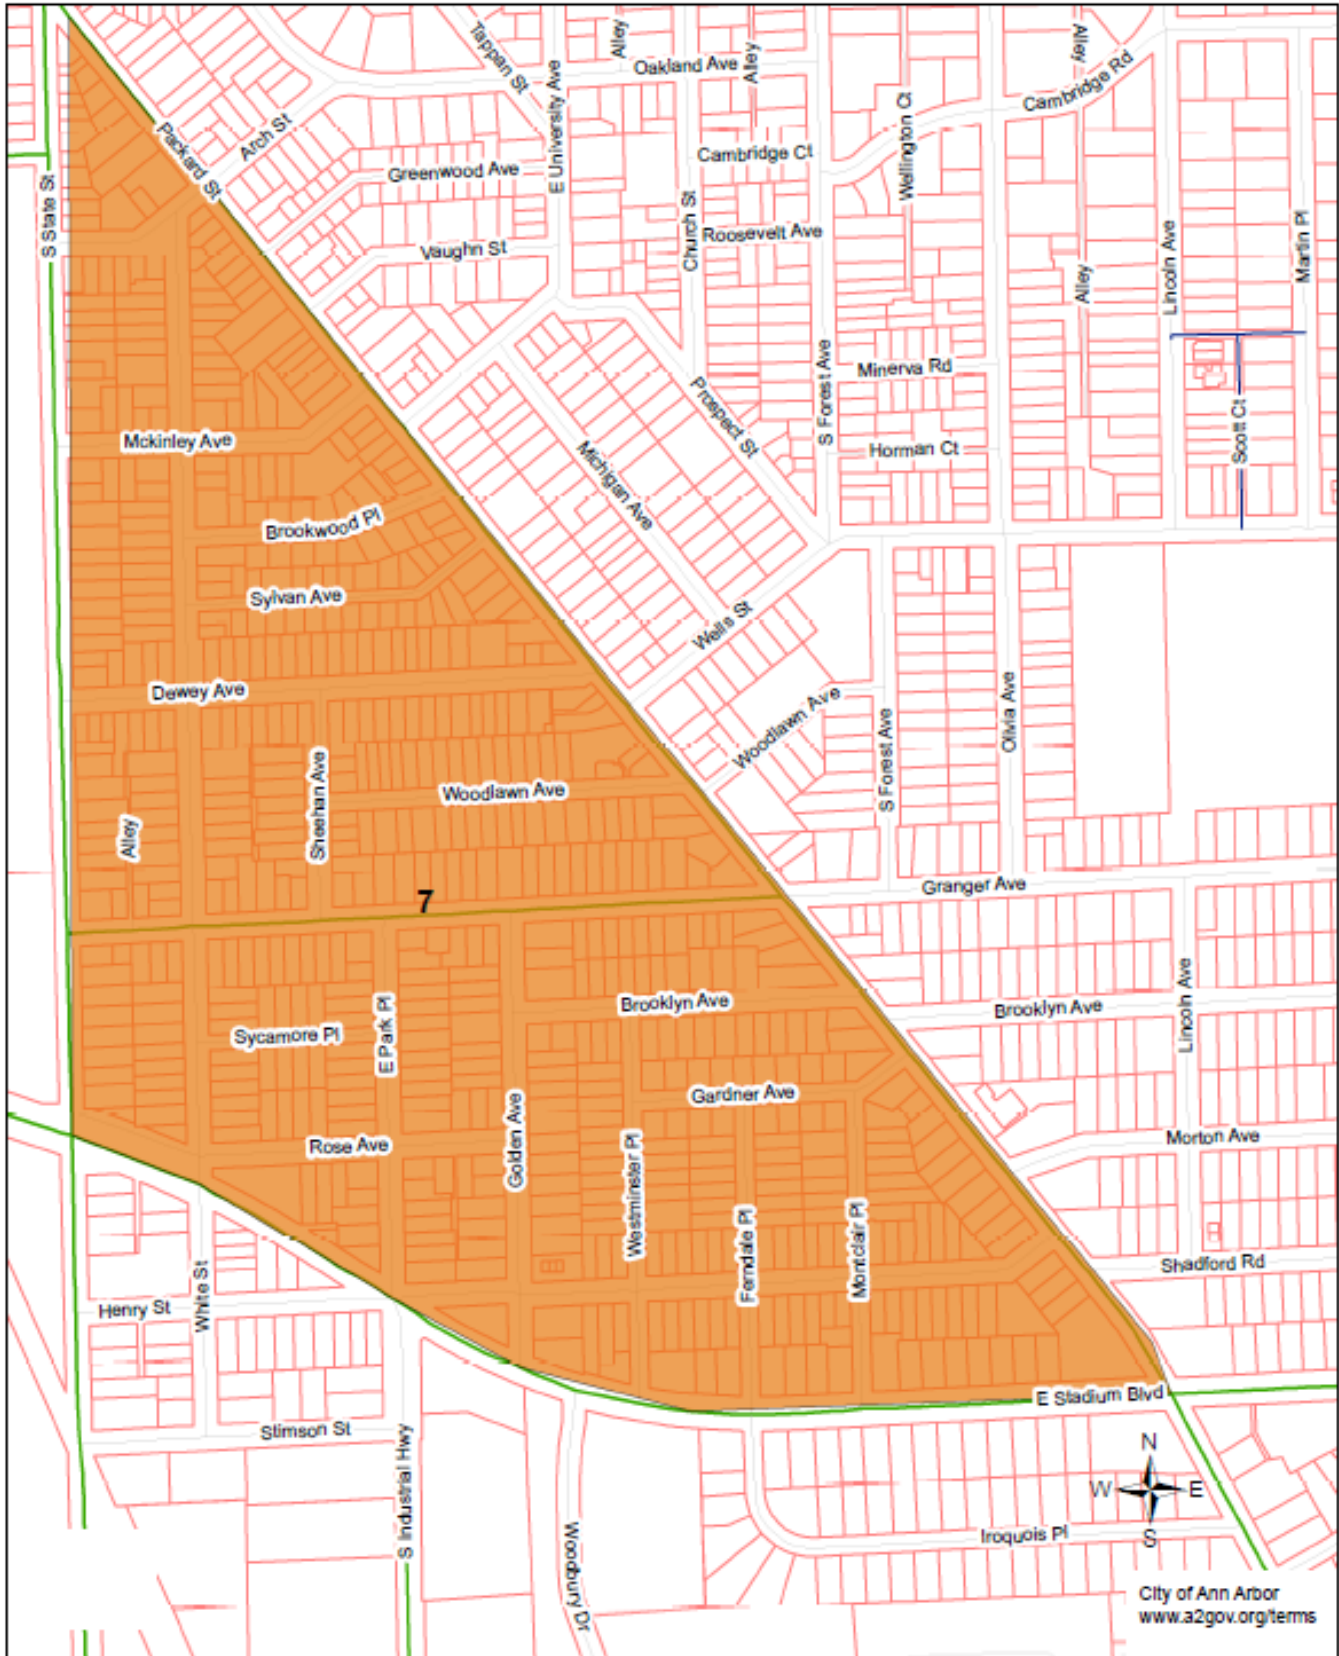 Tappan St
Alley
Oakland Ave
Alley
Alley
Cambridge Rd
E University Ave
Arch St
Packard St
Greenwood Ave
Cambridge Ct
Wellington Ct
S State St
Vaughn St
Church St
Roosevelt Ave
Alley
Lincoln Ave
Martin Pl
Minerva Rd
S Forest Ave
Prospect St
Scott Ct
Mckinley Ave
Michigan Ave
Horman Ct
Brookwood Pl
Sylvan Ave
Wells St
Dewey Ave
Woodlawn Ave
Olivia Ave
S Forest Ave
Sheehan Ave
Woodlawn Ave
Alley
7
Granger Ave
Brooklyn Ave
Brooklyn Ave
Lincoln Ave
Sycamore Pl
E Park Pl
Gardner Ave
Golden Ave
Rose Ave
Morton Ave
Westminster Pl
Ferndale Pl
Montclair Pl
Shadford Rd
Henry St
White St
E Stadium Blvd
Stimson St
S Industrial Hwy
N
W
E
S
Iroquois Pl
Woodbury Dr
City of Ann Arbor
www.a2gov.org/terms